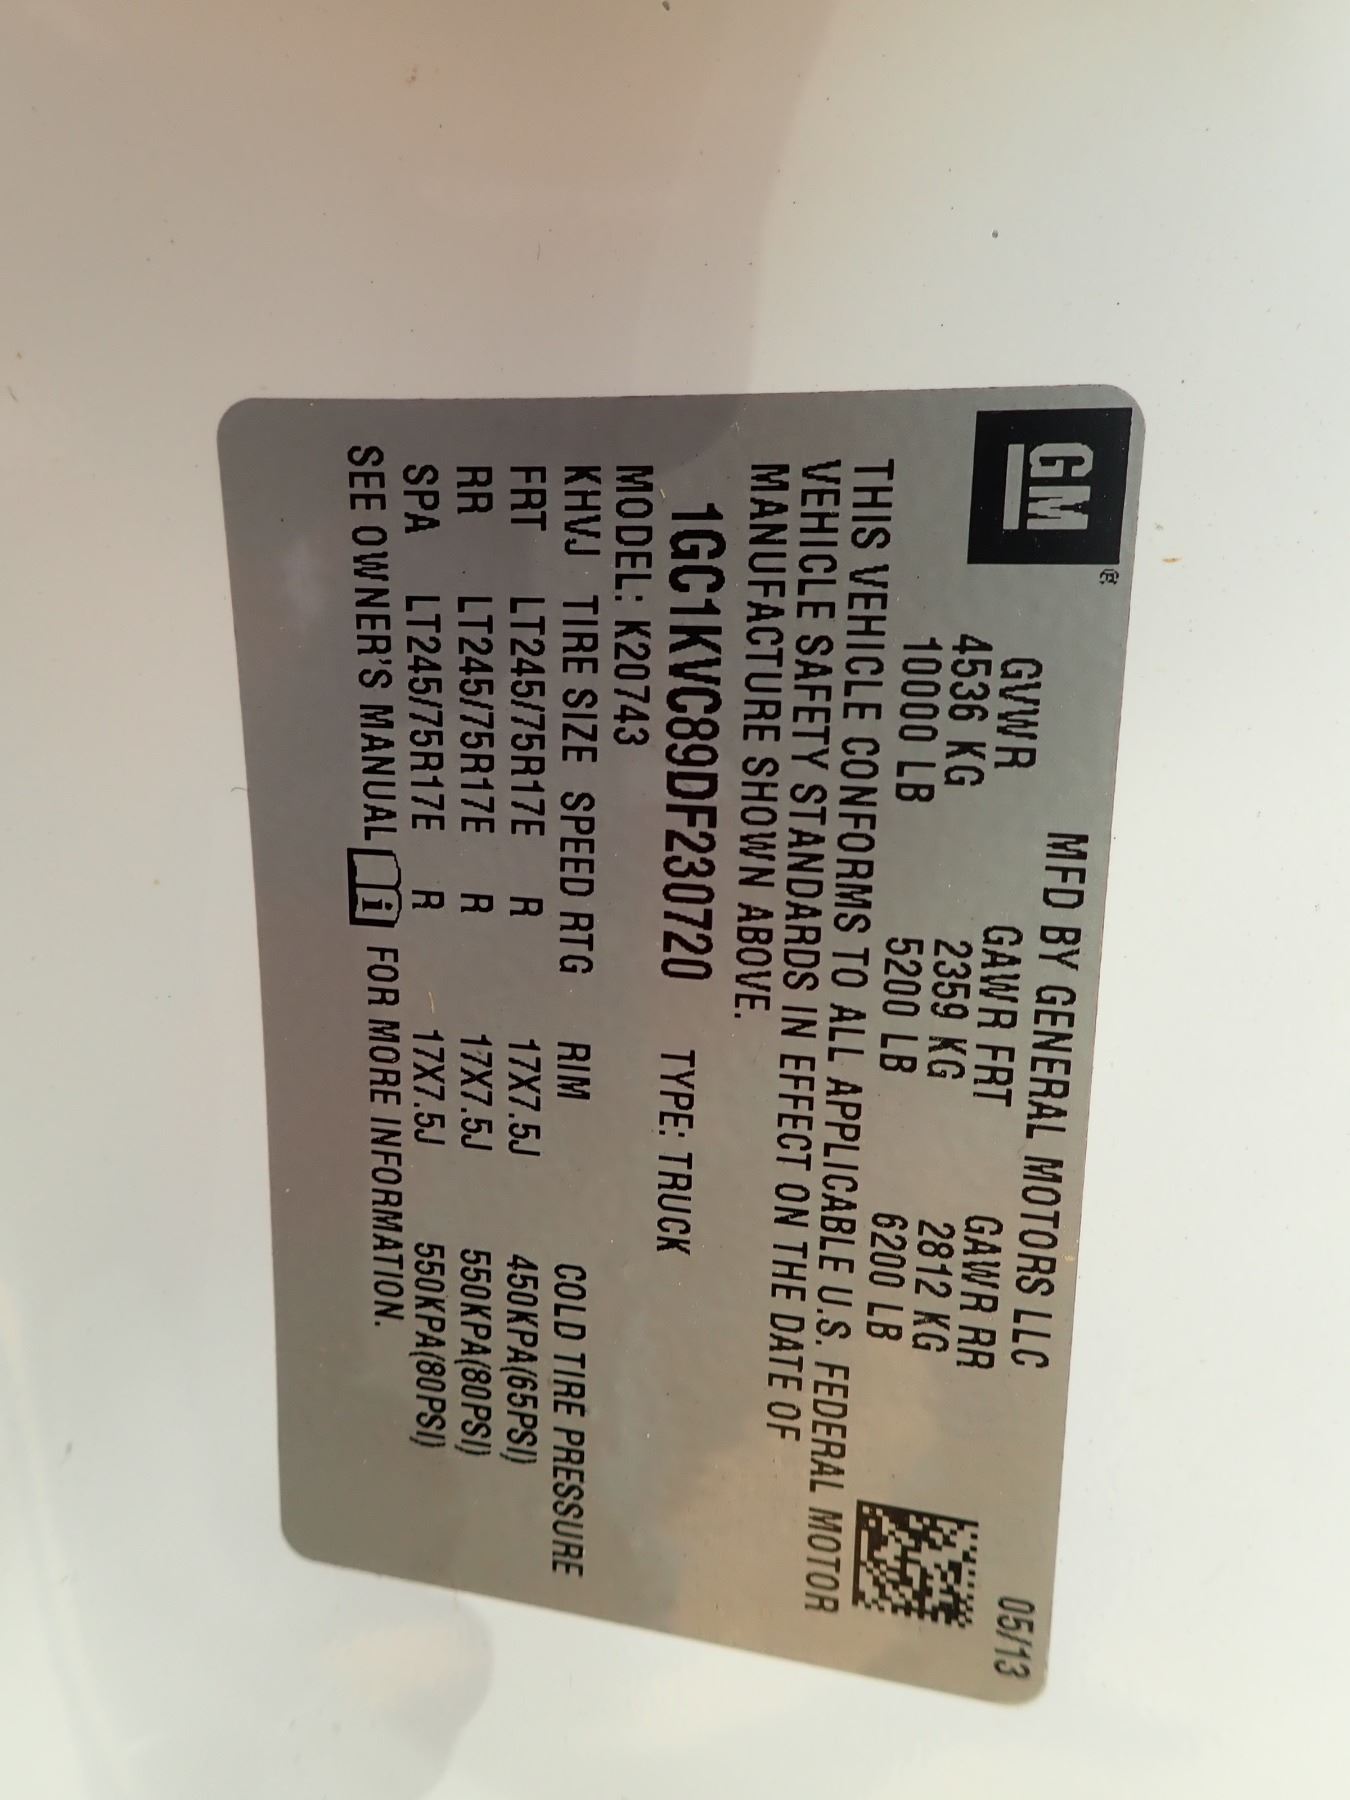 GM®
MFD BY GENERAL MOTORS LLC 05/13
GVWR GAWR FRT GAWR RR
4536 KG 2359 KG 2812 KG
10000 LB 5200 LB 6200 LB
THIS VEHICLE CONFORMS TO ALL APPLICABLE U.S. FEDERAL MOTOR
VEHICLE SAFETY STANDARDS IN EFFECT ON THE DATE OF
MANUFACTURE SHOWN ABOVE.
1GC1KVC89DF230720 TYPE: TRUCK
MODEL: K20743
KHVJ TIRE SIZE SPEED RTG RIM COLD TIRE PRESSURE
FRT LT245/75R17E R 17X7.5J 450KPA(65PSI)
RR LT245/75R17E R 17X7.5J 550KPA(80PSI)
SPA LT245/75R17E R 17X7.5J 550KPA(80PSI)
SEE OWNER'S MANUAL i FOR MORE INFORMATION.